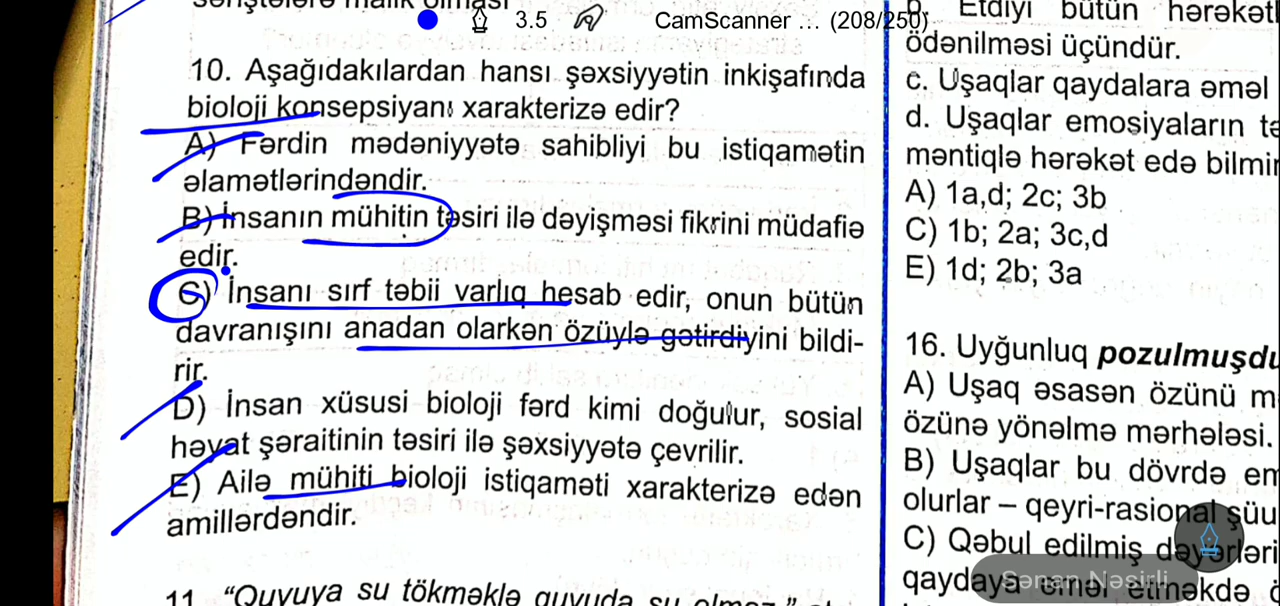 3.5 CamScanner ... (208/250)
10. Aşağıdakılardan hansı şəxsiyyətin inkişafında
bioloji konsepsiyanı xarakterizə edir?
A) Fərdin mədəniyyətə sahibliyi bu istiqamətin
əlamətlərindəndir.
B) İnsanın mühitin təsiri ilə dəyişməsi fikrini müdafiə
edir.
C) İnsanı sırf təbii varlıq hesab edir, onun bütün
davranışını anadan olarkən özüylə gətirdiyini bildi-
rir.
D) İnsan xüsusi bioloji fərd kimi doğulur, sosial
həyat şəraitinin təsiri ilə şəxsiyyətə çevrilir.
E) Ailə mühiti bioloji istiqaməti xarakterizə edən
amillərdəndir.
11. “Quyuya su tökməklə quyuda su olmaz.”
b. Etdiyi bütün hərəkətl
ödənilməsi üçündür.
c. Uşaqlar qaydalara əməl
d. Uşaqlar emosiyaların tə
məntiqlə hərəkət edə bilmir
A) 1a,d; 2c; 3b
C) 1b; 2a; 3c,d
E) 1d; 2b; 3a
16. Uyğunluq pozulmuşdu
A) Uşaq əsasən özünü m
özünə yönəlmə mərhələsi.
B) Uşaqlar bu dövrdə em
olurlar – qeyri-rasional şüu
C) Qəbul edilmiş dəyərləri
qaydaya əməl etməkdə
Sənan Nəsirli